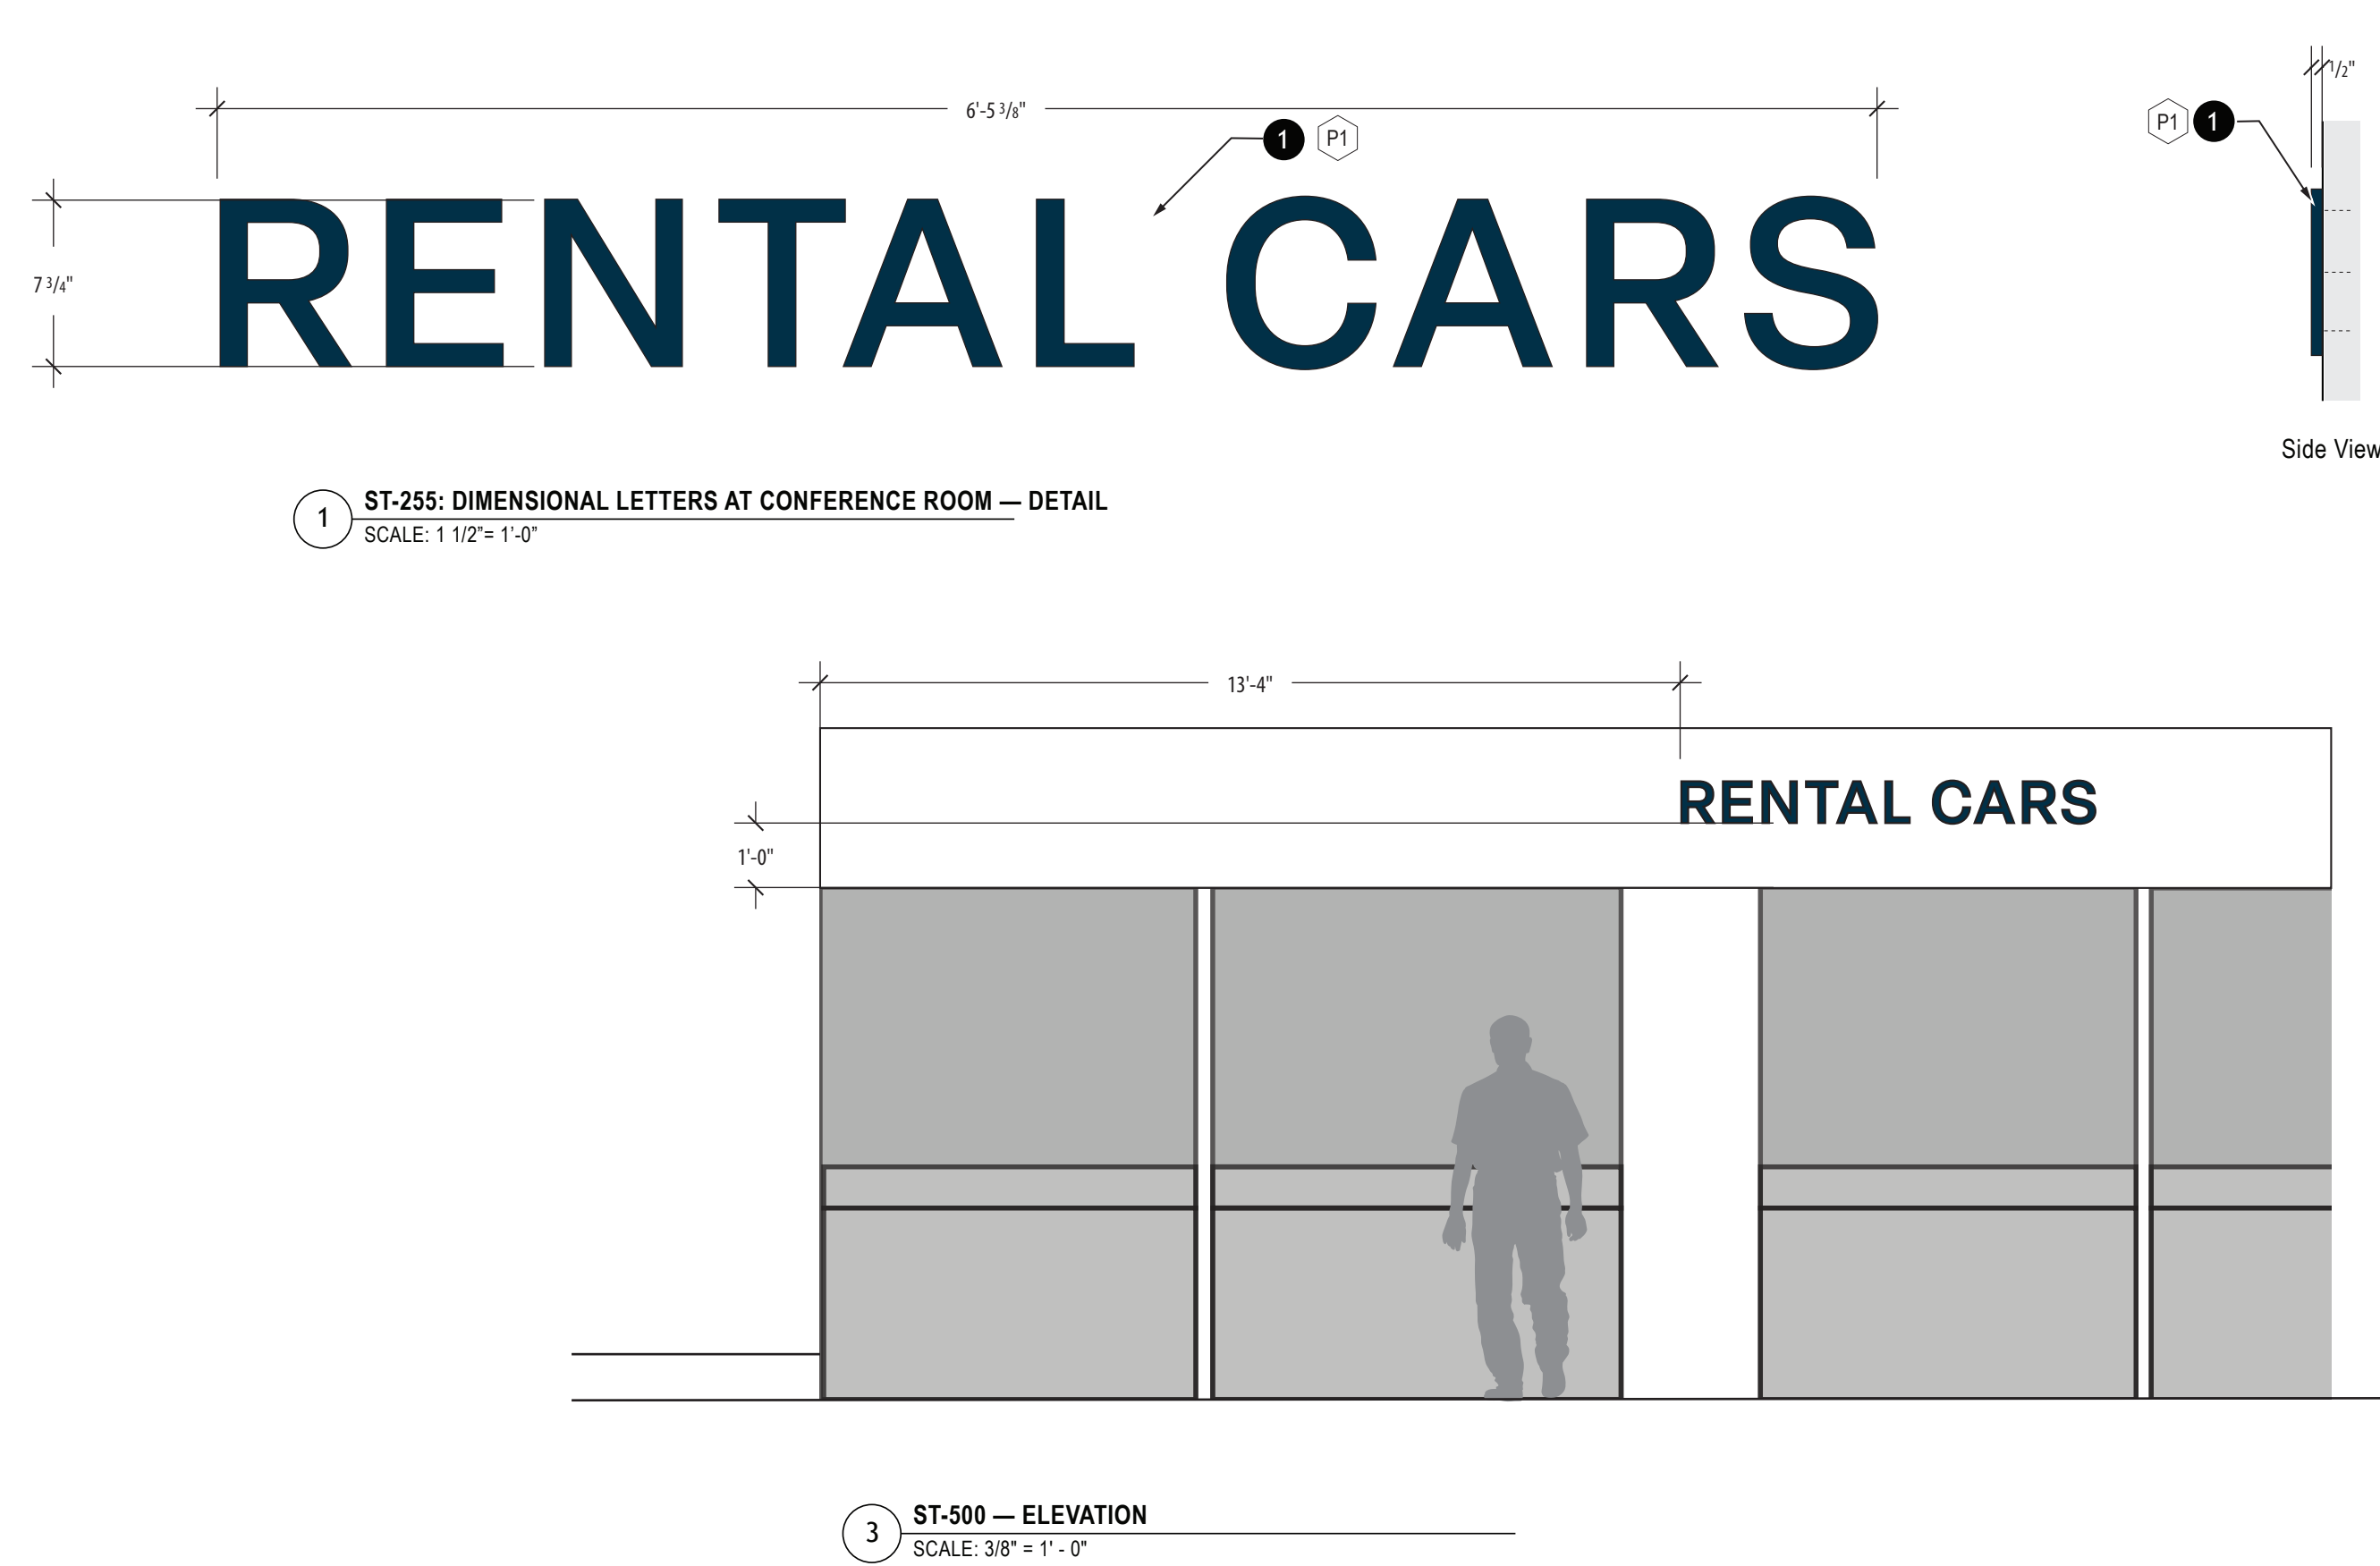 6'-5 3/8"
1/2"
1 P1
P1 1
7 3/4"
RENTAL CARS
Side View
1 ST-255: DIMENSIONAL LETTERS AT CONFERENCE ROOM — DETAIL
SCALE: 1 1/2”= 1’-0”
13'-4"
RENTAL CARS
1'-0"
3 ST-500 — ELEVATION
SCALE: 3/8" = 1' - 0"